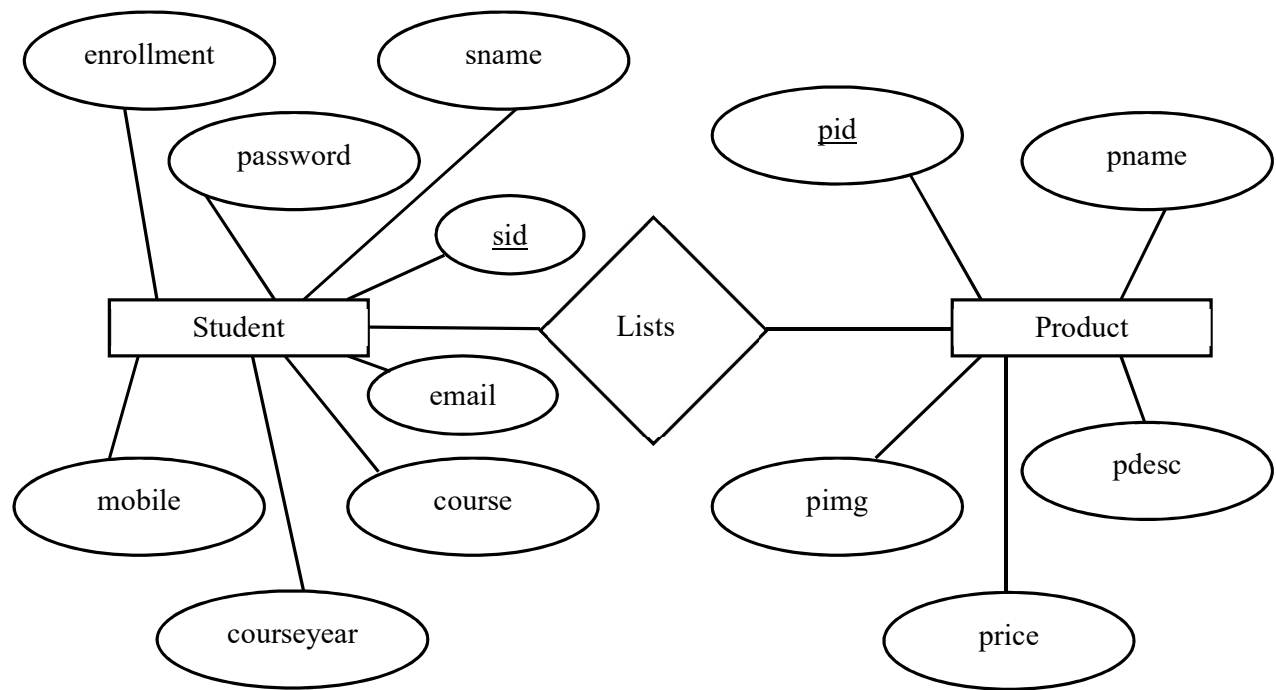 enrollment
sname
password
pid
pname
sid
Student
Lists
Product
email
mobile
course
pimg
pdesc
courseyear
price